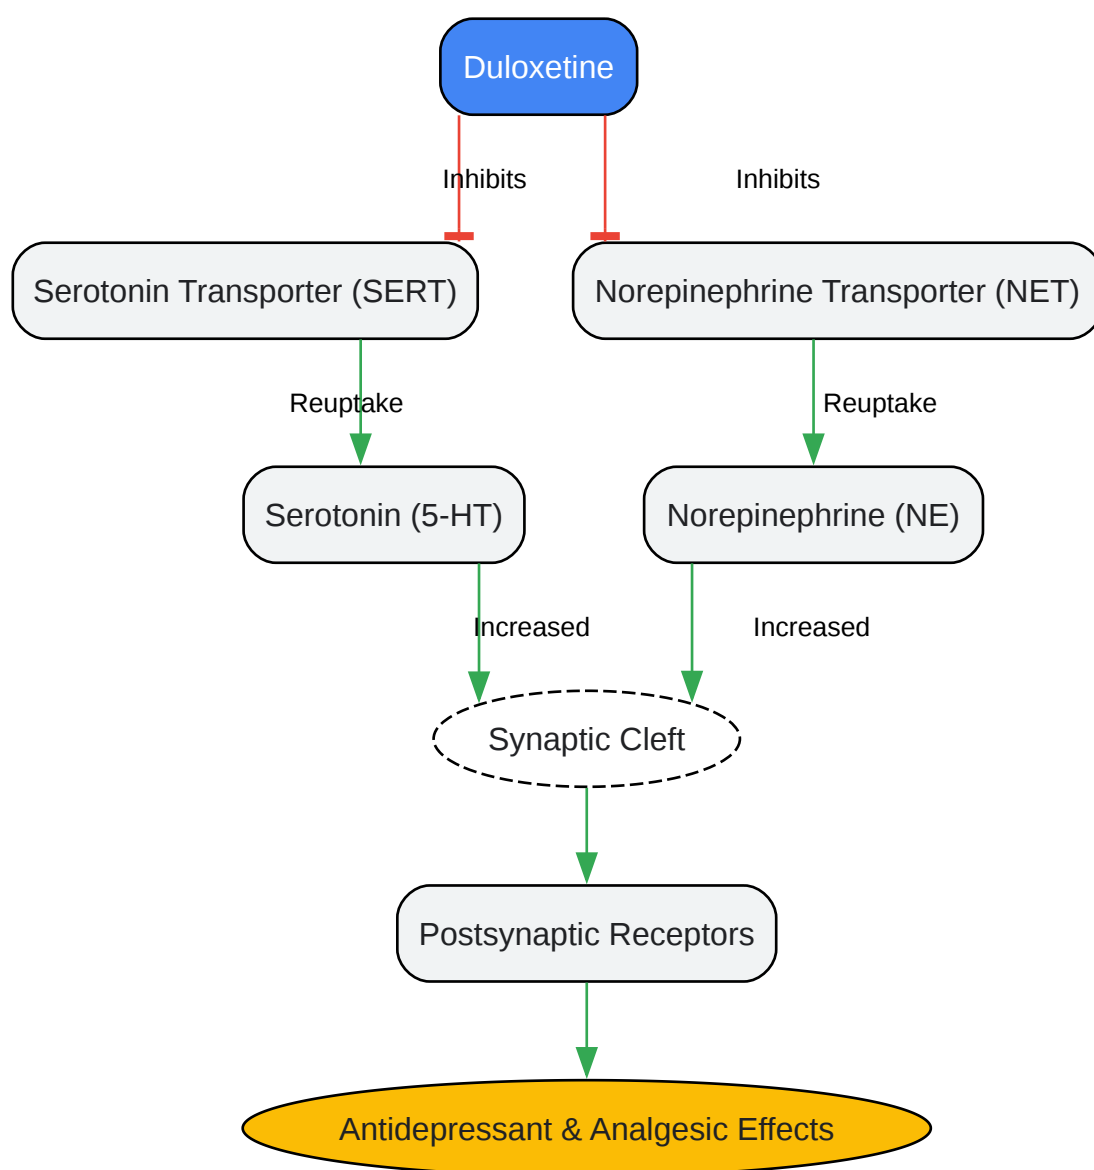 Duloxetine
Inhibits
Inhibits
Serotonin Transporter (SERT)
Norepinephrine Transporter (NET)
Reuptake
Reuptake
Serotonin (5-HT)
Norepinephrine (NE)
Increased
Increased
Synaptic Cleft
Postsynaptic Receptors
Antidepressant & Analgesic Effects